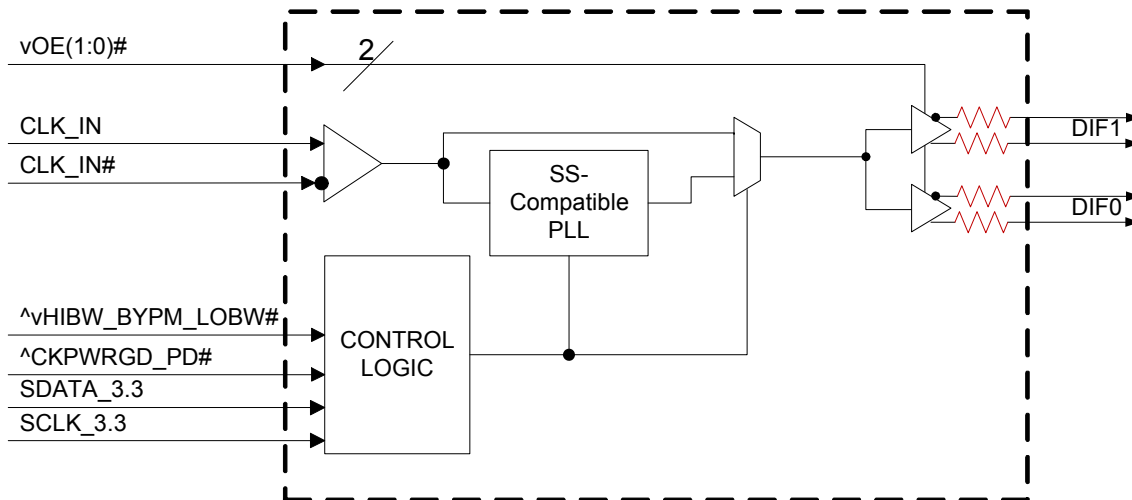 vOE(1:0)#
2
CLK_IN
CLK_IN#
DIF1
SS-
Compatible
PLL
DIF0
^vHIBW_BYPM_LOBW#
^CKPWRGD_PD#
SDATA_3.3
SCLK_3.3
CONTROL
LOGIC